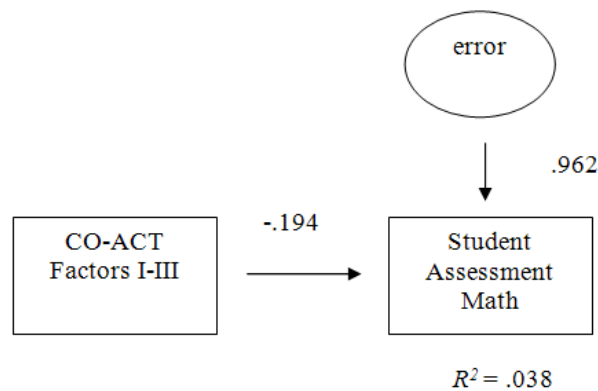 error
.962
-.194
CO-ACT
Factors I-III
Student
Assessment
Math
R² = .038